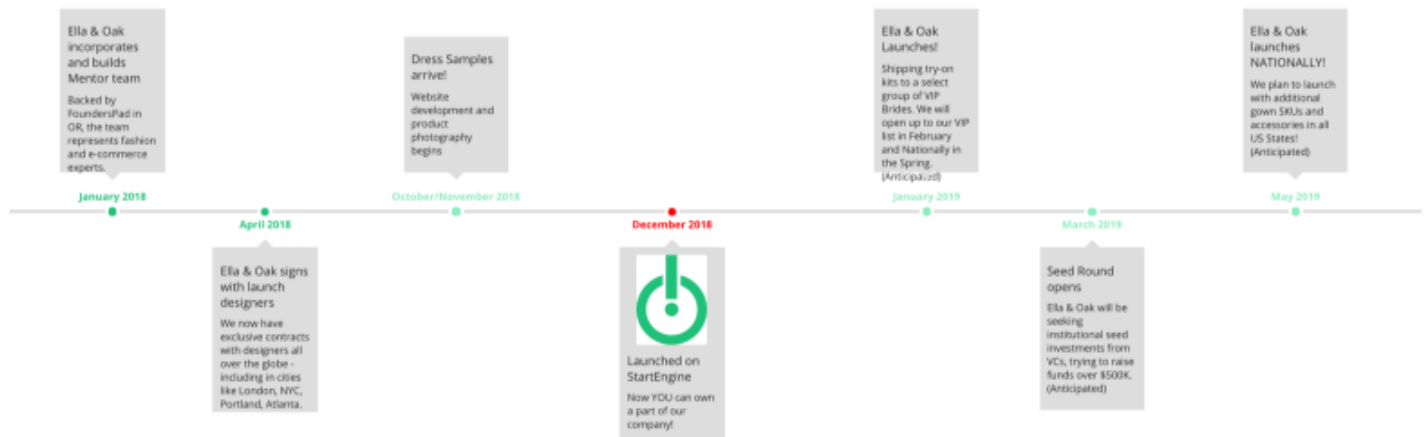 Ella & Oak
incorporates
and builds
Mentor team
Backed by
FoundersPad in
OR, the team
represents fashion
and e-commerce
experts.
January 2018
April 2018
Ella & Oak signs
with launch
designers
We now have
exclusive contracts
with designers all
over the globe -
including in cities
like London, NYC,
Portland, Atlanta.
Dress Samples
arrive!
Website
development and
product
photography
begins
October/November 2018
December 2018
Launched on
StartEngine
Now YOU can own
a part of our
company!
Ella & Oak
Launches!
Shipping try-on
kits to a select
group of VIP
Brides. We will
open up to our VIP
list in February
and Nationally in
the Spring.
(Anticipated)
January 2019
March 2019
Seed Round
opens
Ella & Oak will be
seeking
institutional seed
investments from
VCs, trying to raise
funds over $500K.
(Anticipated)
Ella & Oak
launches
NATIONALLY!
We plan to launch
with additional
gown SKUs and
accessories in all
US States!
(Anticipated)
May 2019